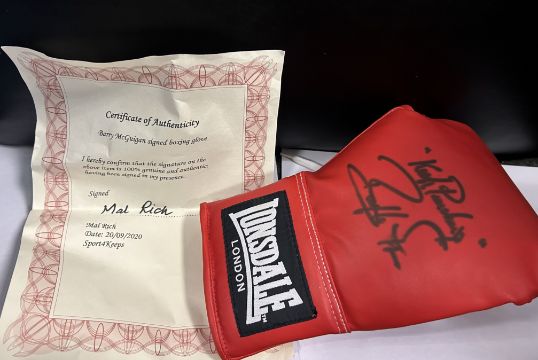 Certificate of Authenticity
Barry McGuigan signed boxing glove
I hereby confirm that the signature on the
above item is 100% genuine and authentic
having been signed in my presence.
Signed
Mal Rich
Mal Rich
Date: 20/09/2020
Sport4Keeps
LONSDALE
LONDON